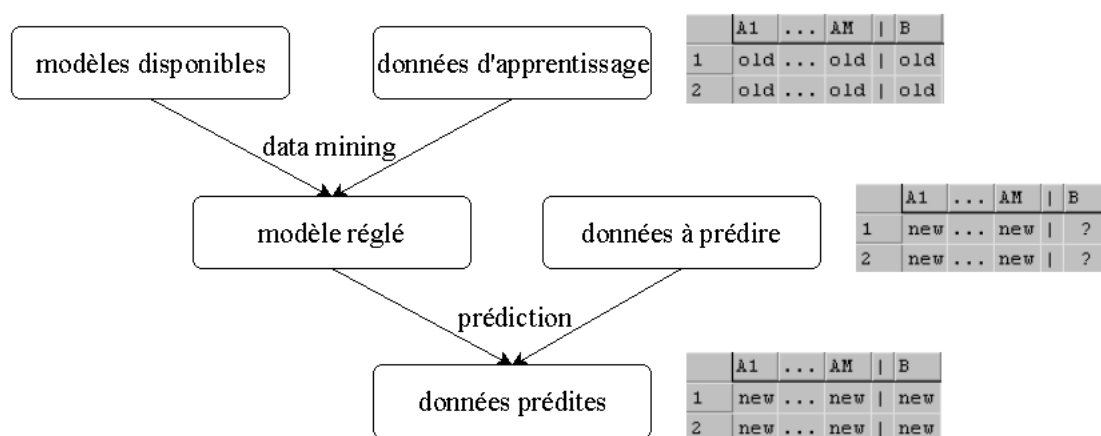 modèles disponibles
données d'apprentissage
A1 ... AM | B
1 old ... old | old
2 old ... old | old
data mining
modèle réglé
données à prédire
A1 ... AM | B
1 new ... new | ?
2 new ... new | ?
prédiction
données prédites
A1 ... AM | B
1 new ... new | new
2 new ... new | new